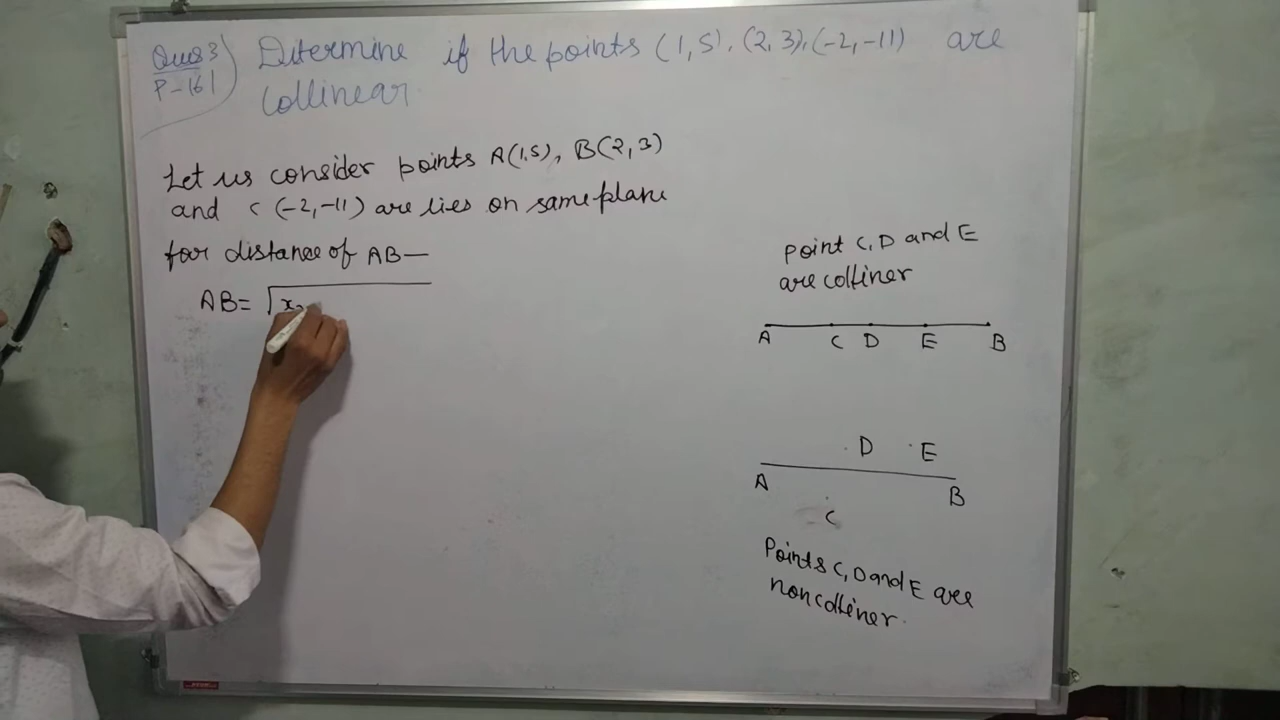 Ques 3)
P-161
Determine if the points (1,5), (2,3), (-2,-11) are
collinear.
Let us consider points A(1,5), B(2,3)
and C (-2,-11) are lies on same plane
for distance of AB—
AB= √x₂
point C, D and E
are colliner
A C D E B
D E
A B
C
Points C, D and E are
noncolliner.